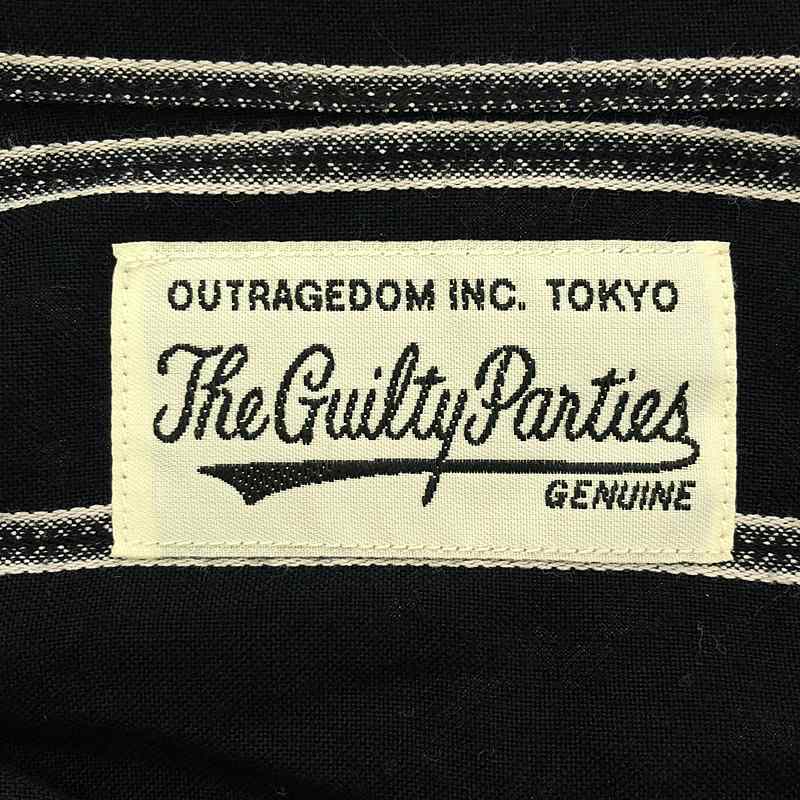 OUTRAGEDOM INC. TOKYO
The Guilty Parties
GENUINE